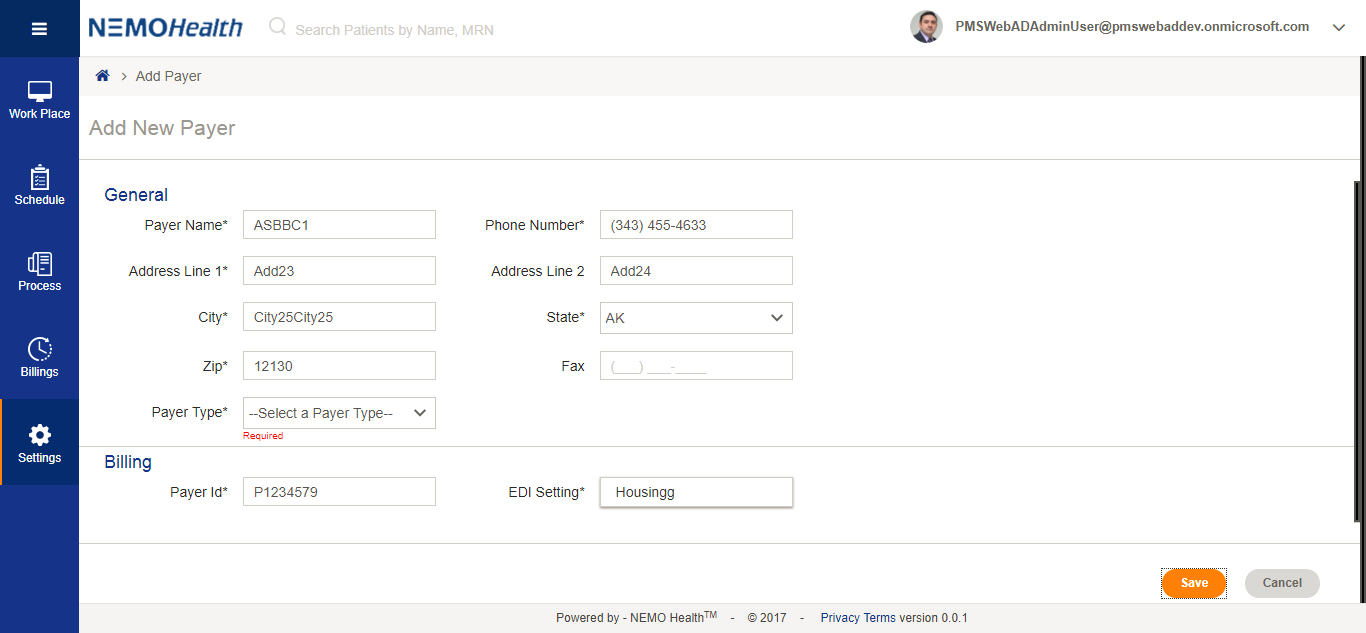 NEMOHealth
Search Patients by Name, MRN
PMSWebADAdminUser@pmswebaddev.onmicrosoft.com
Work Place
Schedule
Process
Billings
Settings
> Add Payer
Add New Payer
General
Payer Name* ASBBC1 Phone Number* (343) 455-4633
Address Line 1* Add23 Address Line 2 Add24
City* City25City25 State* AK
Zip* 12130 Fax (___) ___-____
Payer Type* --Select a Payer Type--
Required
Billing
Payer Id* P1234579 EDI Setting* Housingg
Save Cancel
Powered by - NEMO Health™ - © 2017 - Privacy Terms version 0.0.1